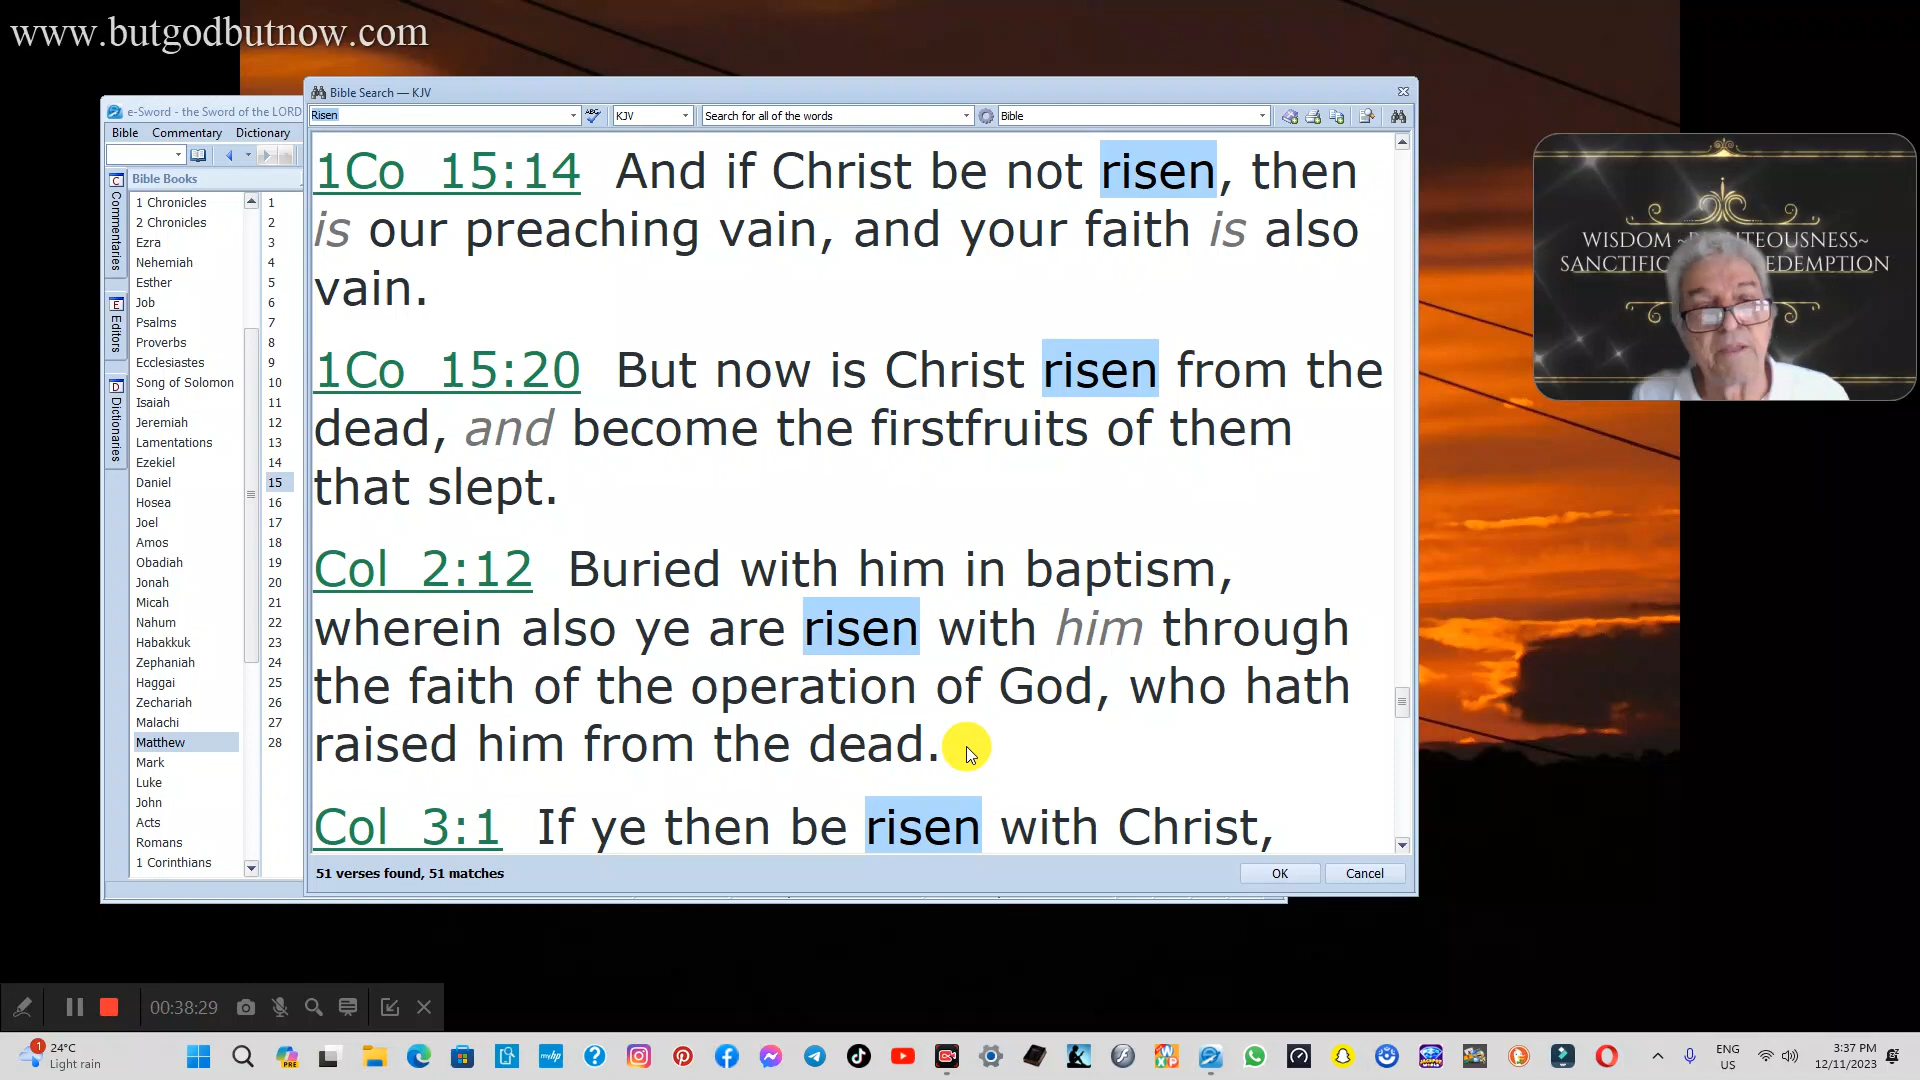 www.butgodbutnow.com
e-Sword - the Sword of the LORD
Bible Commentary Dictionary
Bible Books
Commentaries
Editors
Dictionaries
1 Chronicles
2 Chronicles
Ezra
Nehemiah
Esther
Job
Psalms
Proverbs
Ecclesiastes
Song of Solomon
Isaiah
Jeremiah
Lamentations
Ezekiel
Daniel
Hosea
Joel
Amos
Obadiah
Jonah
Micah
Nahum
Habakkuk
Zephaniah
Haggai
Zechariah
Malachi
Matthew
Mark
Luke
John
Acts
Romans
1 Corinthians
1
2
3
4
5
6
7
8
9
10
11
12
13
14
15
16
17
18
19
20
21
22
23
24
25
26
27
28
Bible Search — KJV
Risen KJV Search for all of the words Bible
1Co 15:14 And if Christ be not risen, then
is our preaching vain, and your faith is also
vain.
1Co 15:20 But now is Christ risen from the
dead, and become the firstfruits of them
that slept.
Col 2:12 Buried with him in baptism,
wherein also ye are risen with him through
the faith of the operation of God, who hath
raised him from the dead.
Col 3:1 If ye then be risen with Christ,
51 verses found, 51 matches
OK Cancel
WISDOM ~ TEOUSNESS~
SANCTIFIC EDEMPTION
00:38:29
24°C
Light rain
ENG
US
3:37 PM
12/11/2023